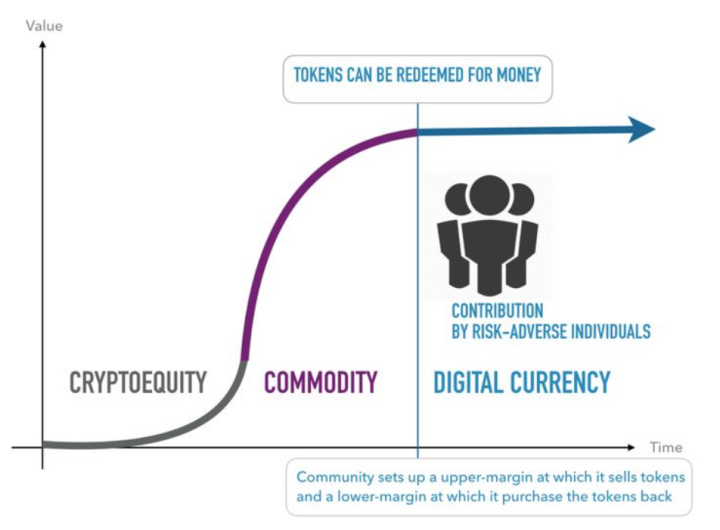 Value
TOKENS CAN BE REDEEMED FOR MONEY
CONTRIBUTION
BY RISK-ADVERSE INDIVIDUALS
CRYPTOEQUITY
COMMODITY
DIGITAL CURRENCY
Time
Community sets up a upper-margin at which it sells tokens
and a lower-margin at which it purchase the tokens back